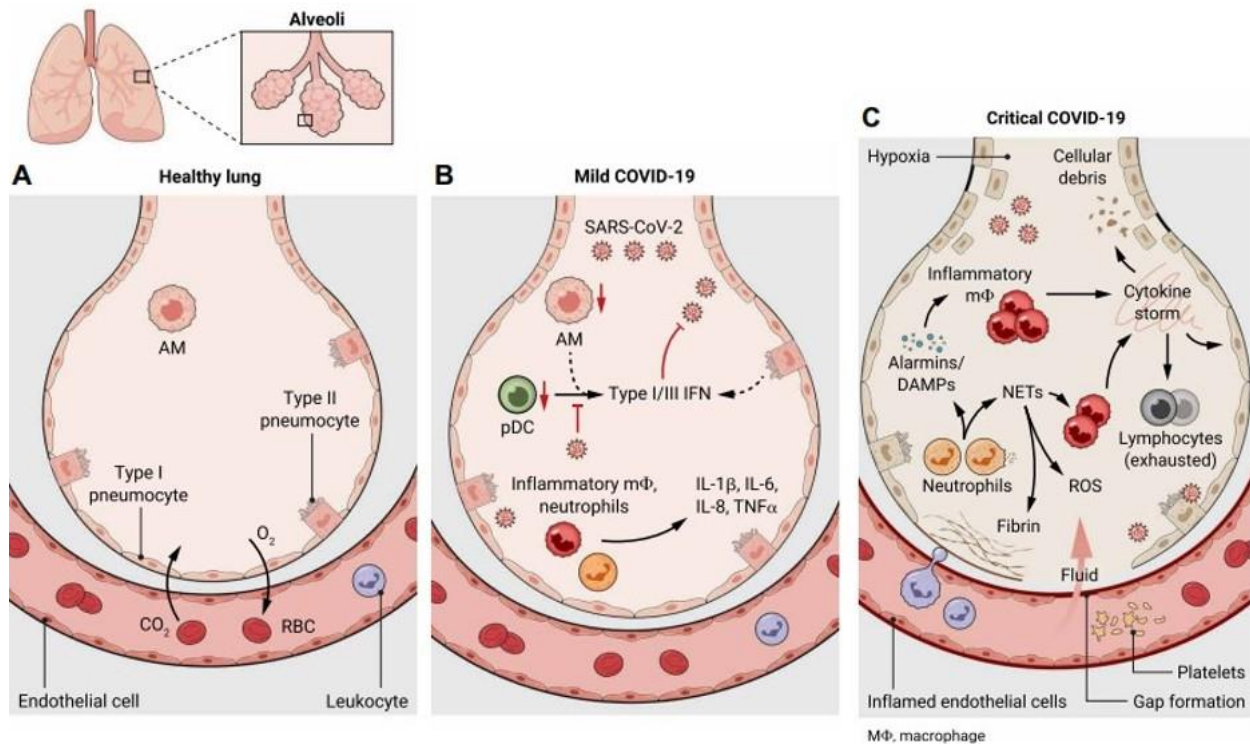 Alveoli
A
Healthy lung
AM
Type II
pneumocyte
Type I
pneumocyte
O₂
CO₂
RBC
Endothelial cell
Leukocyte
B
Mild COVID-19
SARS-CoV-2
AM
Type I/III IFN
pDC
Inflammatory mΦ,
neutrophils
IL-1β, IL-6,
IL-8, TNFα
C
Critical COVID-19
Hypoxia
Cellular
debris
Inflammatory
mΦ
Cytokine
storm
Alarmins/
DAMPs
NETs
Lymphocytes
(exhausted)
Neutrophils
ROS
Fibrin
Fluid
Platelets
Inflamed endothelial cells
Gap formation
MΦ, macrophage